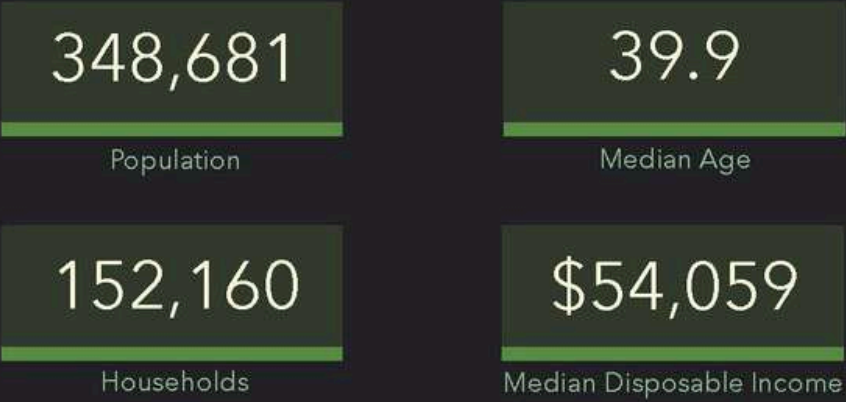 348,681
Population
39.9
Median Age
152,160
Households
$54,059
Median Disposable Income